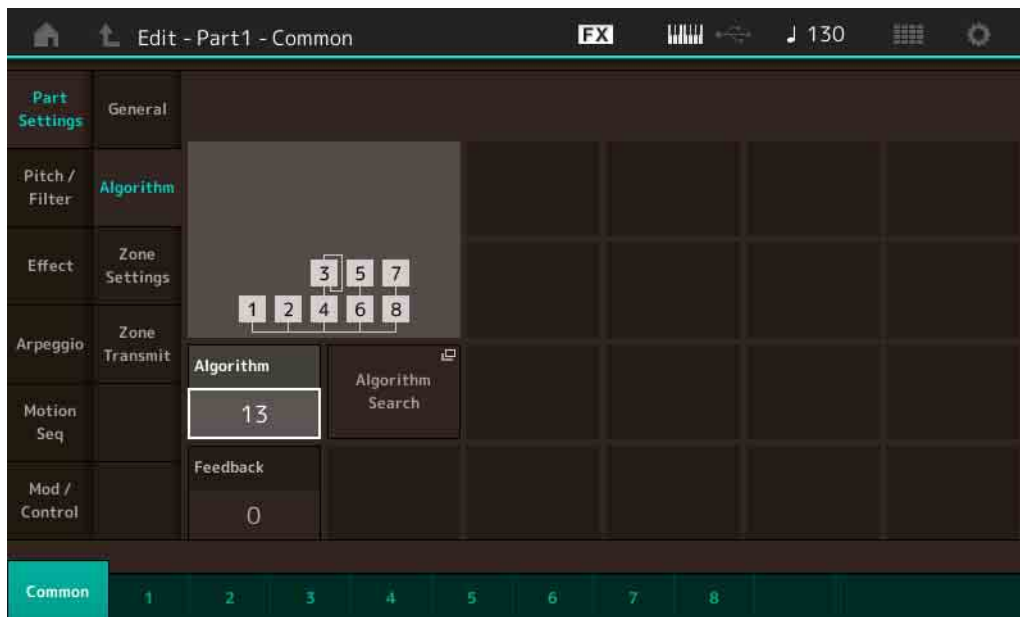 Edit - Part1 - Common
FX
♩ 130
Part
Settings
General
Pitch /
Filter
Algorithm
Effect
Zone
Settings
3 5 7
1 2 4 6 8
Arpeggio
Zone
Transmit
Algorithm
13
Algorithm
Search
Motion
Seq
Feedback
0
Mod /
Control
Common 1 2 3 4 5 6 7 8